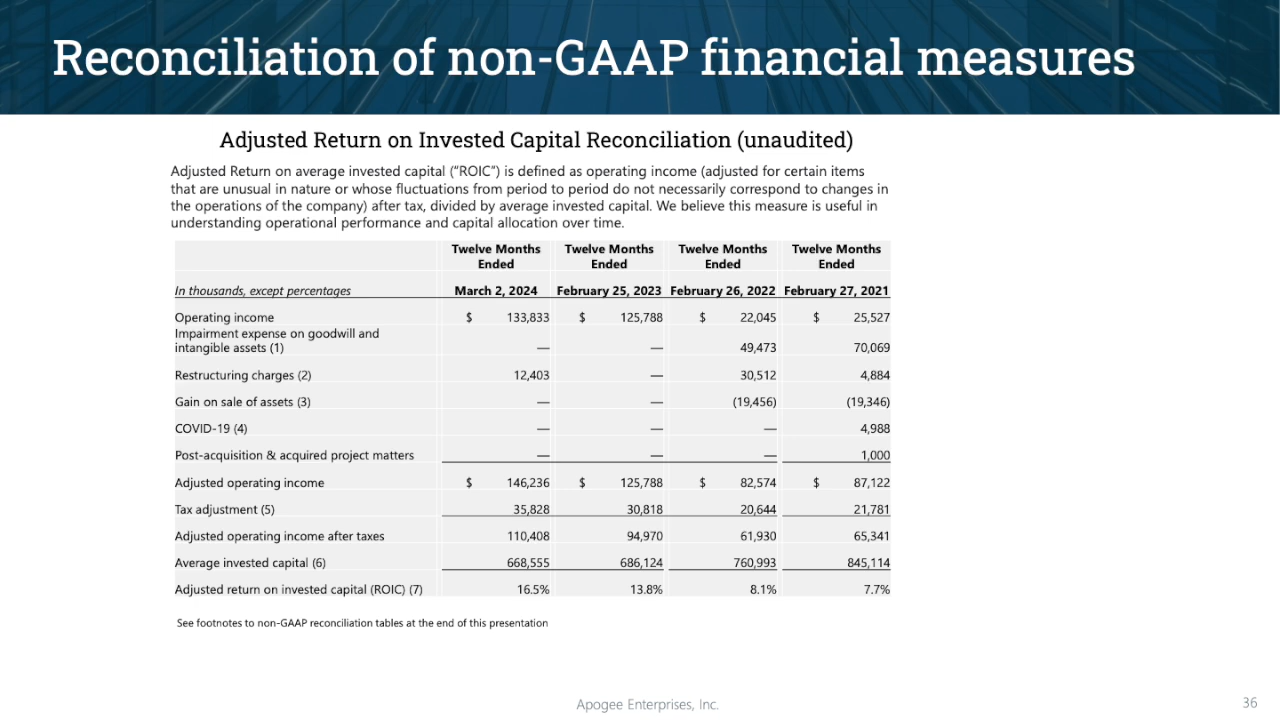 Reconciliation of non-GAAP financial measures
Adjusted Return on Invested Capital Reconciliation (unaudited)
Adjusted Return on average invested capital (“ROIC”) is defined as operating income (adjusted for certain items
that are unusual in nature or whose fluctuations from period to period do not necessarily correspond to changes in
the operations of the company) after tax, divided by average invested capital. We believe this measure is useful in
understanding operational performance and capital allocation over time.
Twelve Months Twelve Months Twelve Months Twelve Months
Ended Ended Ended Ended
In thousands, except percentages March 2, 2024 February 25, 2023 February 26, 2022 February 27, 2021
Operating income $ 133,833 $ 125,788 $ 22,045 $ 25,527
Impairment expense on goodwill and
intangible assets (1) — — 49,473 70,069
Restructuring charges (2) 12,403 — 30,512 4,884
Gain on sale of assets (3) — — (19,456) (19,346)
COVID-19 (4) — — — 4,988
Post-acquisition & acquired project matters — — — 1,000
Adjusted operating income $ 146,236 $ 125,788 $ 82,574 $ 87,122
Tax adjustment (5) 35,828 30,818 20,644 21,781
Adjusted operating income after taxes 110,408 94,970 61,930 65,341
Average invested capital (6) 668,555 686,124 760,993 845,114
Adjusted return on invested capital (ROIC) (7) 16.5% 13.8% 8.1% 7.7%
See footnotes to non-GAAP reconciliation tables at the end of this presentation
Apogee Enterprises, Inc.
36